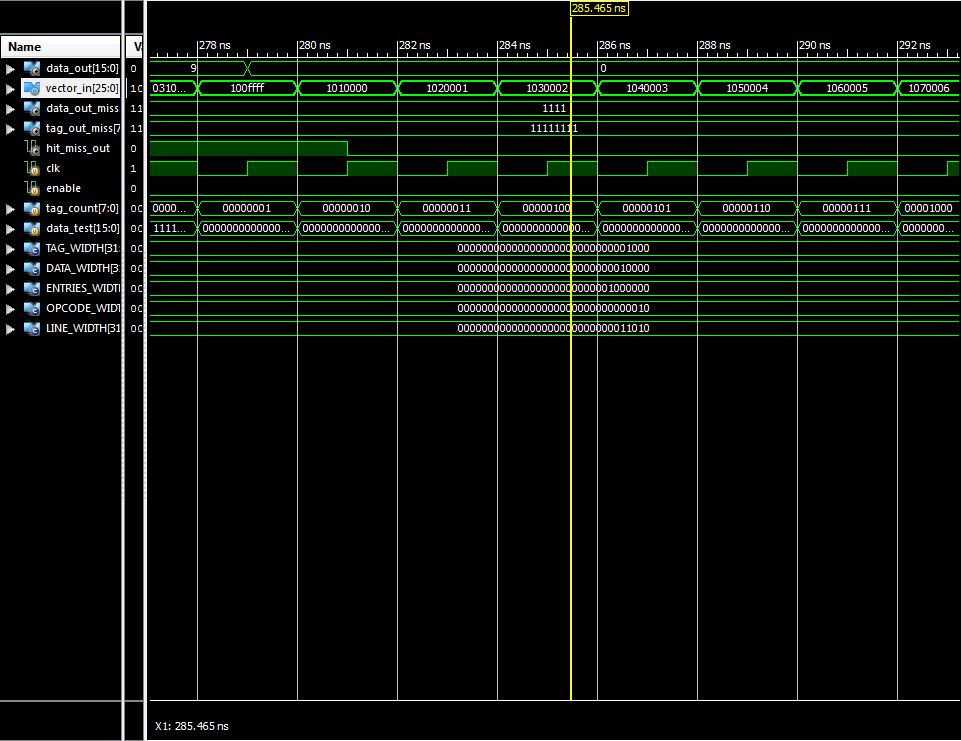 285.465 ns
Name V
278 ns 280 ns 282 ns 284 ns 286 ns 288 ns 290 ns 292 ns
data_out[15:0] 0 9 0
vector_in[25:0] 10 0310... 100ffff 1010000 1020001 1030002 1040003 1050004 1060005 1070006
data_out_miss 11 1111
tag_out_miss[7 11 11111111
hit_miss_out 0
clk 1
enable 0
tag_count[7:0] 00 0000... 00000001 00000010 00000011 00000100 00000101 00000110 00000111 00001000
data_test[15:0] 00 1111... 0000000000000... 0000000000000... 0000000000000... 0000000000000... 0000000000000... 0000000000000... 0000000000000... 0000000...
TAG_WIDTH[31: 00 00000000000000000000000000001000
DATA_WIDTH[3: 00 00000000000000000000000000010000
ENTRIES_WIDTH 00 00000000000000000000000001000000
OPCODE_WIDT 00 00000000000000000000000000000010
LINE_WIDTH[31 00 00000000000000000000000000011010
X1: 285.465 ns